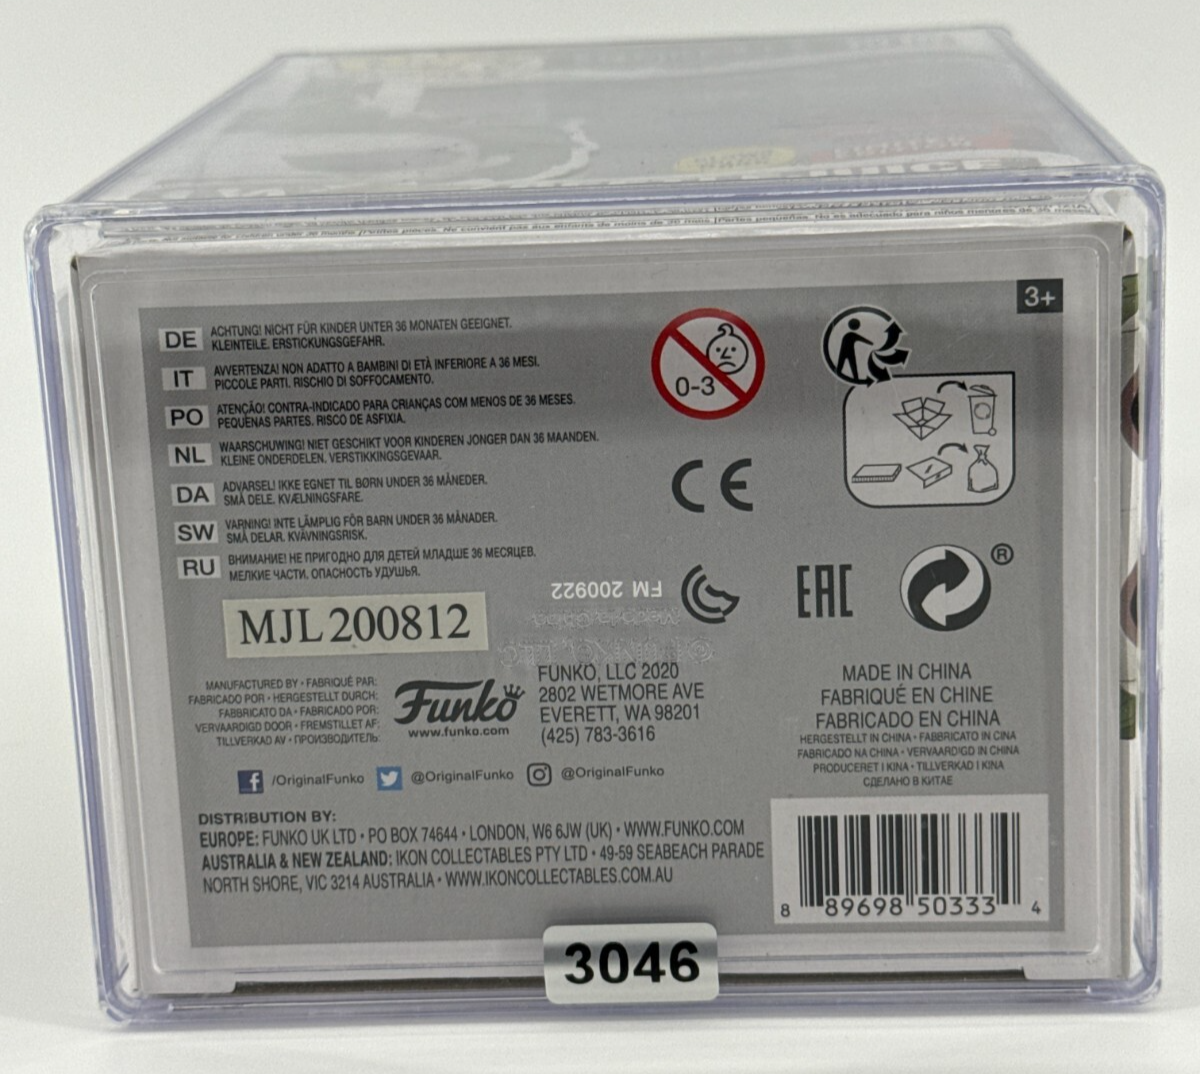 3+
DE ACHTUNG! NICHT FÜR KINDER UNTER 36 MONATEN GEEIGNET.
KLEINTEILE. ERSTICKUNGSGEFAHR.
IT AVVERTENZA! NON ADATTO A BAMBINI DI ETÀ INFERIORE A 36 MESI.
PICCOLE PARTI. RISCHIO DI SOFFOCAMENTO.
PO ATENÇÃO! CONTRA-INDICADO PARA CRIANÇAS COM MENOS DE 36 MESES.
PEQUENAS PARTES. RISCO DE ASFIXIA.
NL WAARSCHUWING! NIET GESCHIKT VOOR KINDEREN JONGER DAN 36 MAANDEN.
KLEINE ONDERDELEN. VERSTIKKINGSGEVAAR.
DA ADVARSEL! IKKE EGNET TIL BØRN UNDER 36 MÅNEDER.
SMÅ DELE. KVÆLNINGSFARE.
SW VARNING! INTE LÄMPLIG FÖR BARN UNDER 36 MÅNADER.
SMÅ DELAR. KVÄVNINGSRISK.
RU ВНИМАНИЕ! НЕ ПРИГОДНО ДЛЯ ДЕТЕЙ МЛАДШЕ 36 МЕСЯЦЕВ.
МЕЛКИЕ ЧАСТИ. ОПАСНОСТЬ УДУШЬЯ.
0-3
CE
FM 200922
EAC
®
MJL200812
MANUFACTURED BY • FABRIQUÉ PAR:
FABRICADO POR • HERGESTELLT DURCH:
FABBRICATO DA • FABRICADO POR:
VERVAARDIGD DOOR • FREMSTILLET AF:
TILLVERKAD AV • ПРОИЗВОДИТЕЛЬ:
Funko
www.funko.com
FUNKO, LLC 2020
2802 WETMORE AVE
EVERETT, WA 98201
(425) 783-3616
MADE IN CHINA
FABRIQUÉ EN CHINE
FABRICADO EN CHINA
HERGESTELLT IN CHINA • FABBRICATO IN CINA
FABRICADO NA CHINA • VERVAARDIGD IN CHINA
PRODUCERET I KINA • TILLVERKAD I KINA
СДЕЛАНО В КИТАЕ
/OriginalFunko @OriginalFunko @OriginalFunko
DISTRIBUTION BY:
EUROPE: FUNKO UK LTD • PO BOX 74644 • LONDON, W6 6JW (UK) • WWW.FUNKO.COM
AUSTRALIA & NEW ZEALAND: IKON COLLECTABLES PTY LTD • 49-59 SEABEACH PARADE
NORTH SHORE, VIC 3214 AUSTRALIA • WWW.IKONCOLLECTABLES.COM.AU
8 89698 50333 4
3046